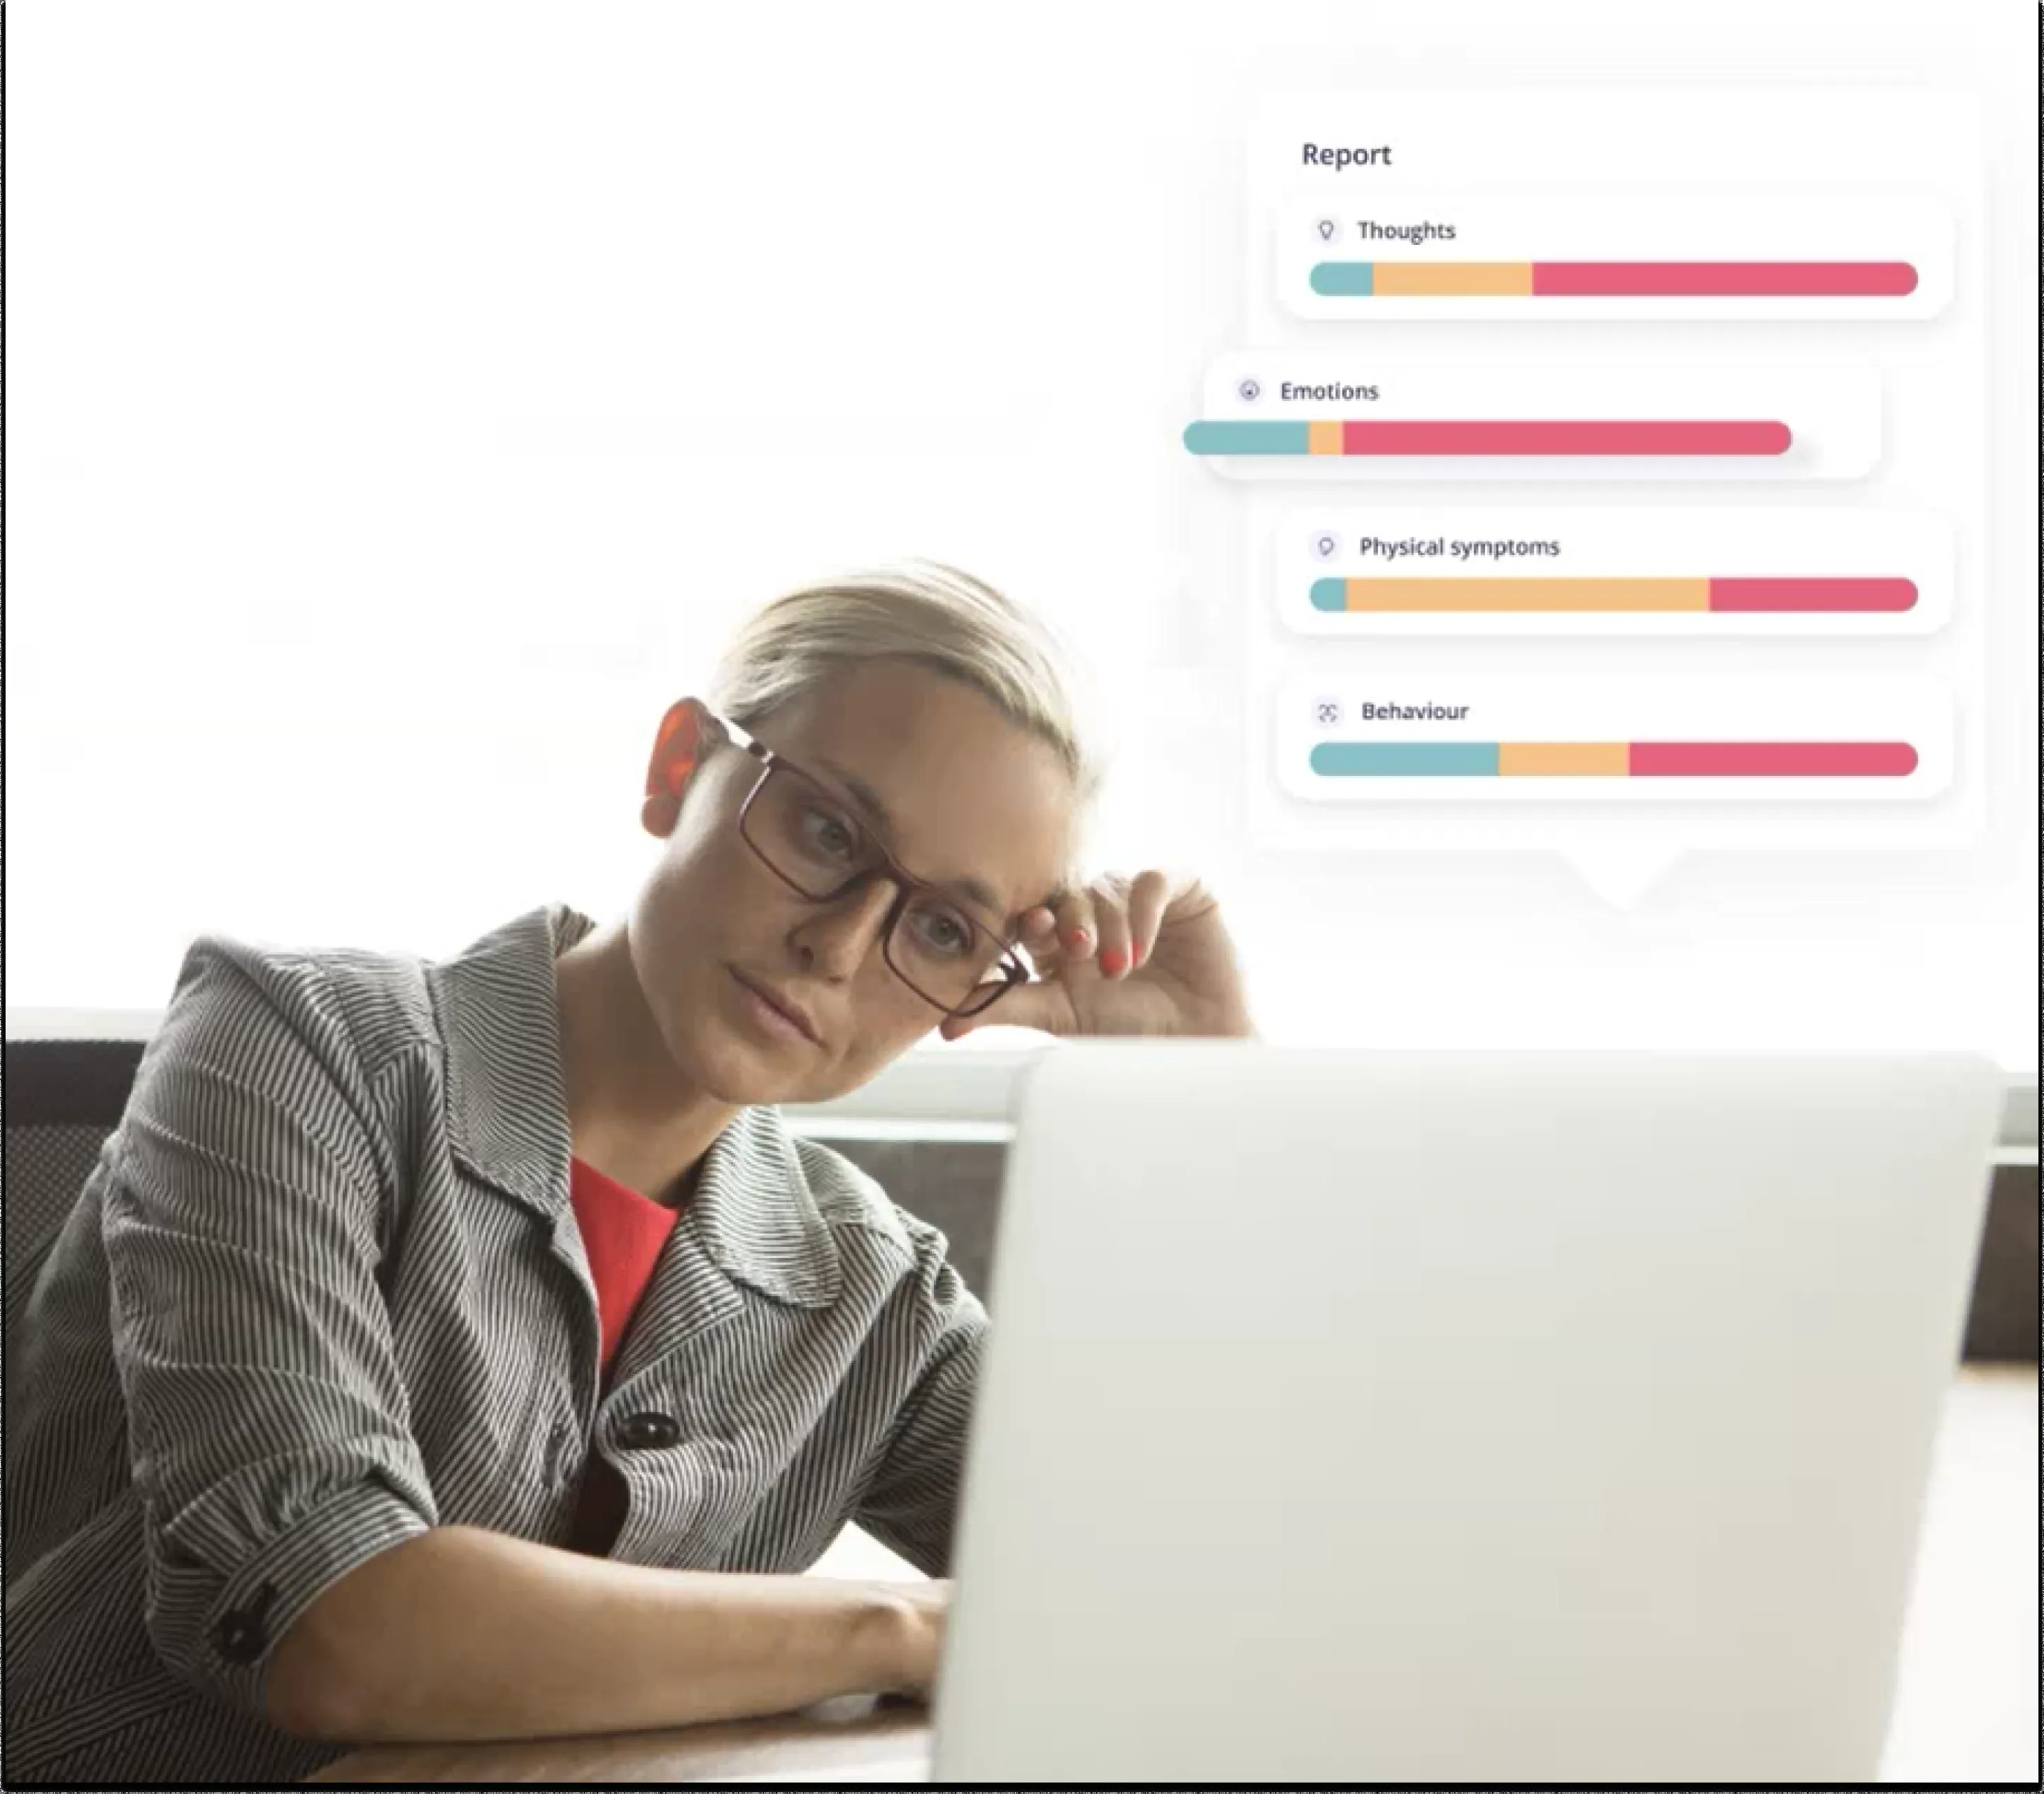 Report
Thoughts
Emotions
Physical symptoms
Behaviour